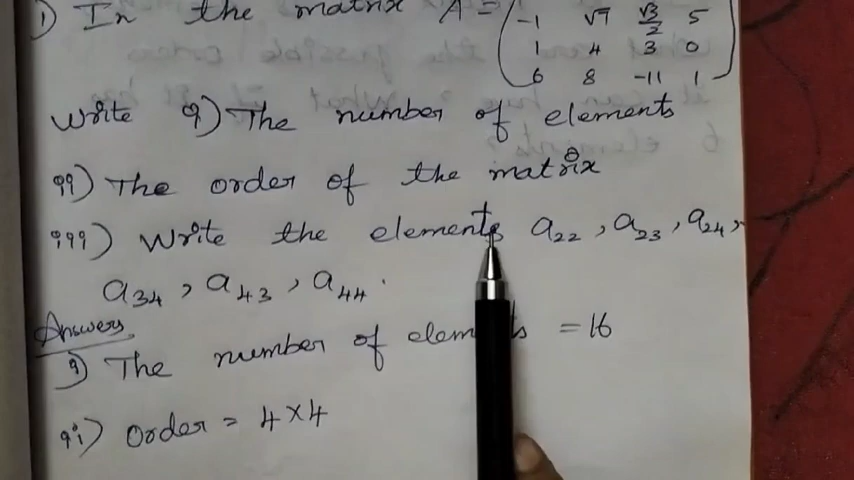 1) In the matrix A = (-1 √7 √3/2 5
1 4 3 0
6 8 -11 1)
Write i) The number of elements
ii) The order of the matrix
iii) Write the elements a22, a23, a24,
a34, a43, a44.
Answers
i) The number of elements = 16
ii) Order = 4×4